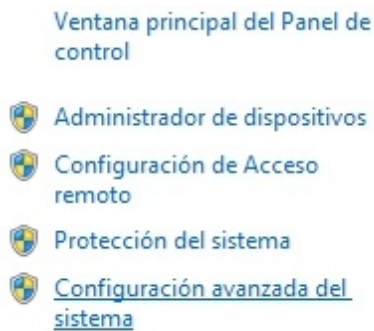 Ventana principal del Panel de
control
Administrador de dispositivos
Configuración de Acceso
remoto
Protección del sistema
Configuración avanzada del
sistema